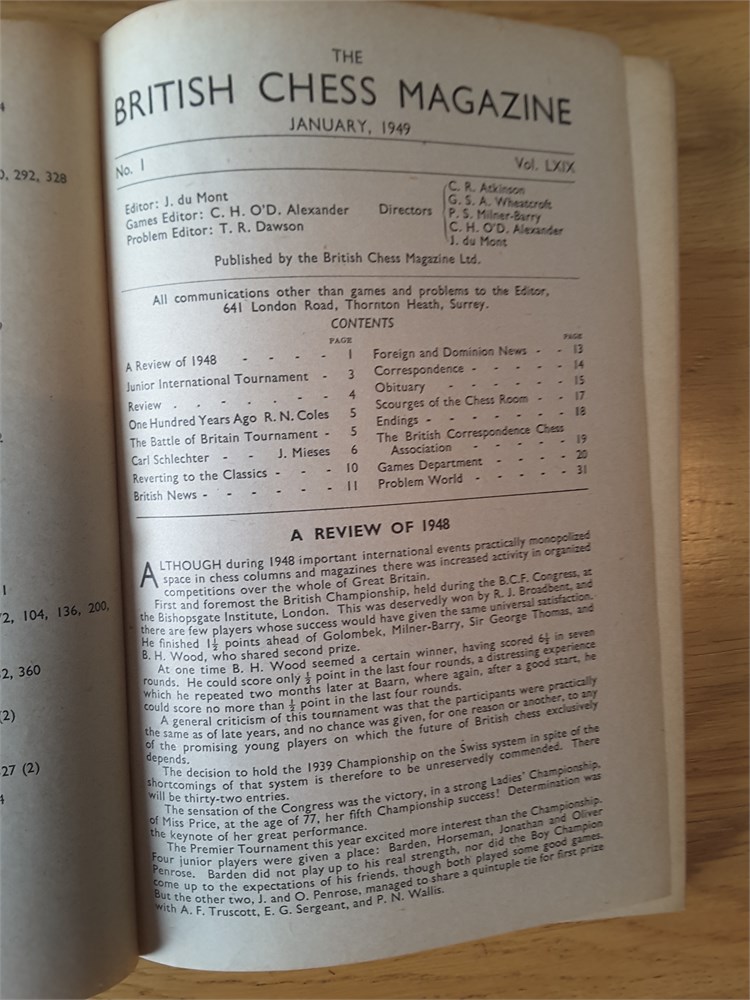 4
0, 292, 328
2
1
72, 104, 136, 200,
2, 360
(2)
27 (2)
4
THE
BRITISH CHESS MAGAZINE
JANUARY, 1949
No. 1 Vol. LXIX
Editor: J. du Mont
Games Editor: C. H. O'D. Alexander
Problem Editor: T. R. Dawson
Directors
C. R. Atkinson
G. S. A. Wheatcroft
P. S. Milner-Barry
C. H. O'D. Alexander
J. du Mont
Published by the British Chess Magazine Ltd.
All communications other than games and problems to the Editor,
641 London Road, Thornton Heath, Surrey.
CONTENTS
PAGE
A Review of 1948 - - - - 1
Junior International Tournament - 3
Review - - - - - - - 4
One Hundred Years Ago R. N. Coles 5
The Battle of Britain Tournament - 5
Carl Schlechter - - J. Mieses 6
Reverting to the Classics - - - 10
British News - - - - - - 11
PAGE
Foreign and Dominion News - - 13
Correspondence - - - - - 14
Obituary - - - - - - 15
Scourges of the Chess Room - - 17
Endings - - - - - - - 18
The British Correspondence Chess
Association - - - - - 19
Games Department - - - - 20
Problem World - - - - - 31
A REVIEW OF 1948
ALTHOUGH during 1948 important international events practically monopolized
space in chess columns and magazines there was increased activity in organized
competitions over the whole of Great Britain.
First and foremost the British Championship, held during the B.C.F. Congress, at
the Bishopsgate Institute, London. This was deservedly won by R. J. Broadbent, and
there are few players whose success would have given the same universal satisfaction.
He finished 1½ points ahead of Golombek, Milner-Barry, Sir George Thomas, and
B. H. Wood, who shared second prize.
At one time B. H. Wood seemed a certain winner, having scored 6½ in seven
rounds. He could score only ½ point in the last four rounds, a distressing experience
which he repeated two months later at Baarn, where again, after a good start, he
could score no more than ½ point in the last four rounds.
A general criticism of this tournament was that the participants were practically
the same as of late years, and no chance was given, for one reason or another, to any
of the promising young players on which the future of British chess exclusively
depends.
The decision to hold the 1939 Championship on the Swiss system in spite of the
shortcomings of that system is therefore to be unreservedly commended. There
will be thirty-two entries.
The sensation of the Congress was the victory, in a strong Ladies' Championship,
of Miss Price, at the age of 77, her fifth Championship success! Determination was
the keynote of her great performance.
The Premier Tournament this year excited more interest than the Championship.
Four junior players were given a place: Barden, Horseman, Jonathan and Oliver
Penrose. Barden did not play up to his real strength, nor did the Boy Champion
come up to the expectations of his friends, though both played some good games.
But the other two, J. and O. Penrose, managed to share a quintuple tie for first prize
with A. F. Truscott, E. G. Sergeant, and P. N. Wallis.